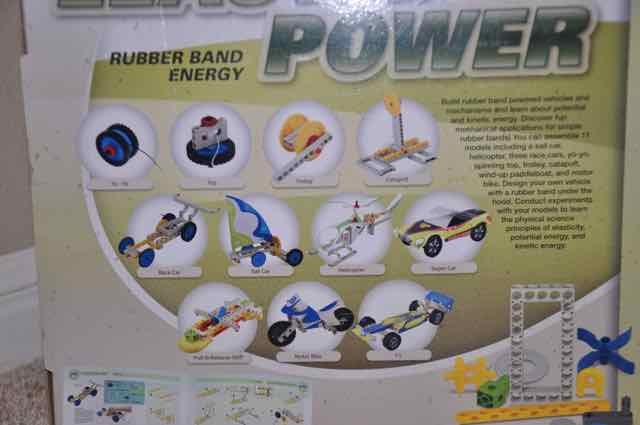 POWER
RUBBER BAND
ENERGY
Build rubber band powered vehicles and
mechanisms and learn about potential
and kinetic energy. Discover fun
mechanical applications for simple
rubber bands! You can assemble 11
models including a sail car,
helicopter, three race cars, yo-yo,
spinning top, trolley, catapult,
wind-up paddleboat, and motor
bike. Design your own vehicle
with a rubber band under the
hood. Conduct experiments
with your models to learn
the physical science
principles of elasticity,
potential energy, and
kinetic energy.
Yo-Yo
Top
Trolley
Catapult
Race Car
Sail Car
Helicopter
Super Car
Motor Bike
F1